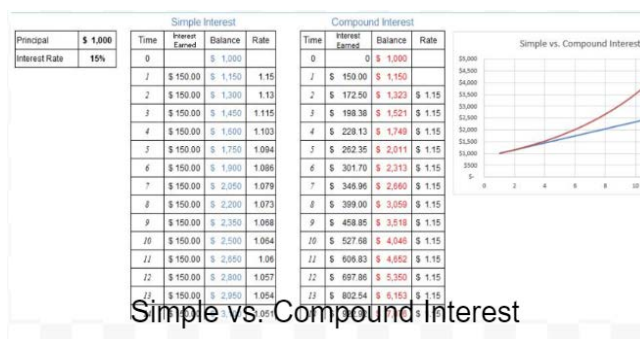 Simple Interest Compound Interest
Principal $ 1,000
Interest Rate 15%
Time Interest Earned Balance Rate
0 $ 1,000
1 $ 150.00 $ 1,150 1.15
2 $ 150.00 $ 1,300 1.13
3 $ 150.00 $ 1,450 1.115
4 $ 150.00 $ 1,600 1.103
5 $ 150.00 $ 1,750 1.094
6 $ 150.00 $ 1,900 1.086
7 $ 150.00 $ 2,050 1.079
8 $ 150.00 $ 2,200 1.073
9 $ 150.00 $ 2,350 1.068
10 $ 150.00 $ 2,500 1.064
11 $ 150.00 $ 2,650 1.06
12 $ 150.00 $ 2,800 1.057
13 $ 150.00 $ 2,950 1.054
1.051
Time Interest Earned Balance Rate
0 0 $ 1,000
1 $ 150.00 $ 1,150
2 $ 172.50 $ 1,323 $ 1.15
3 $ 198.38 $ 1,521 $ 1.15
4 $ 228.13 $ 1,749 $ 1.15
5 $ 262.35 $ 2,011 $ 1.15
6 $ 301.70 $ 2,313 $ 1.15
7 $ 346.96 $ 2,660 $ 1.15
8 $ 399.00 $ 3,059 $ 1.15
9 $ 458.85 $ 3,518 $ 1.15
10 $ 527.68 $ 4,046 $ 1.15
11 $ 606.83 $ 4,652 $ 1.15
12 $ 697.86 $ 5,350 $ 1.15
13 $ 802.54 $ 6,153 $ 1.15
Simple vs. Compound Interest
$5,000
$4,500
$4,000
$3,500
$3,000
$2,500
$2,000
$1,500
$1,000
$500
$-
0 2 4 6 8 10
Simple vs. Compound Interest